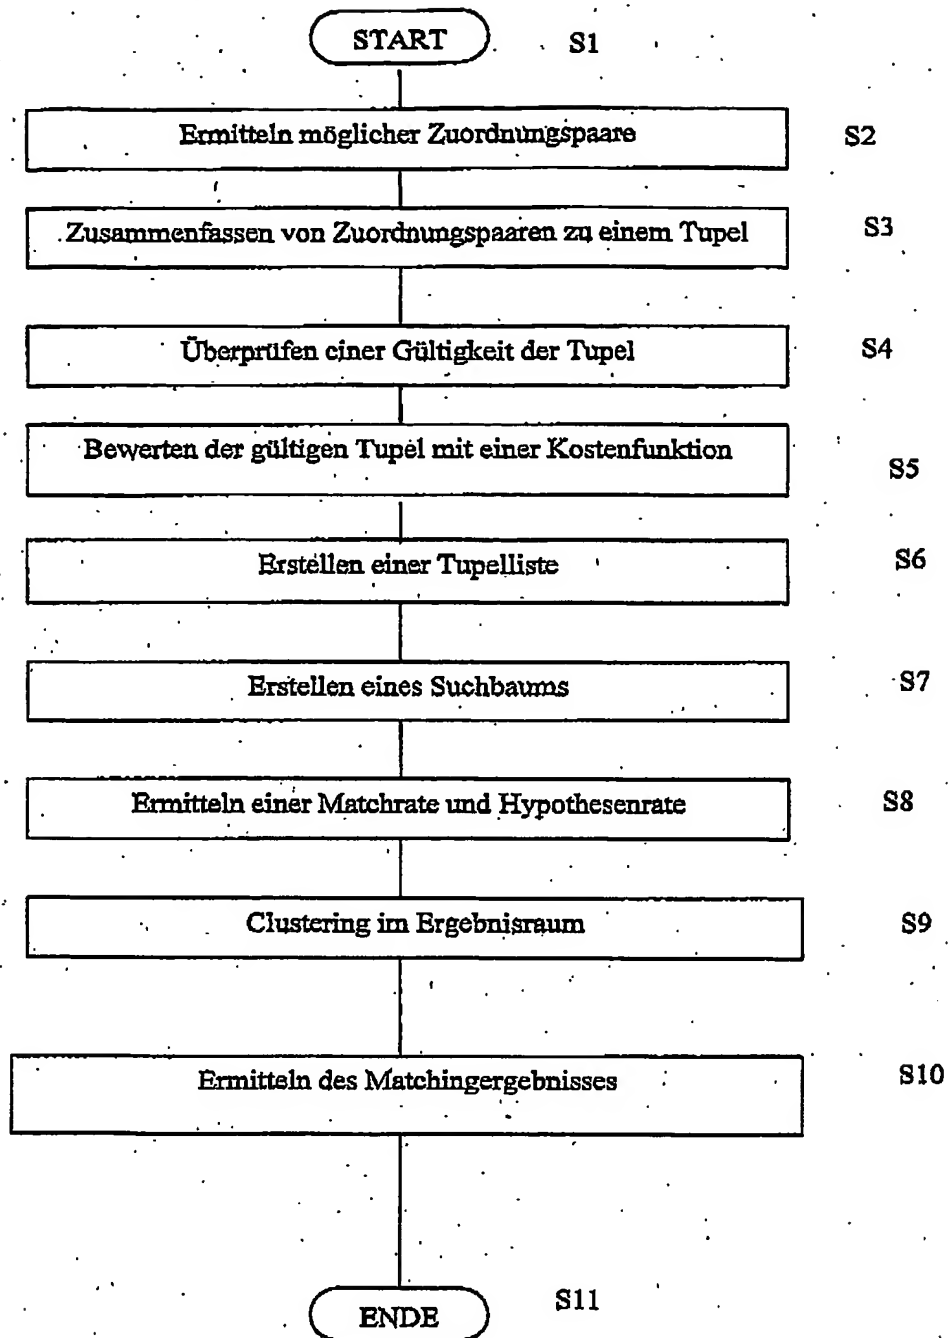 START S1
Ermitteln möglicher Zuordnungspaare S2
Zusammenfassen von Zuordnungspaaren zu einem Tupel S3
Überprüfen einer Gültigkeit der Tupel S4
Bewerten der gültigen Tupel mit einer Kostenfunktion S5
Erstellen einer Tupelliste S6
Erstellen eines Suchbaums S7
Ermitteln einer Matchrate und Hypothesenrate S8
Clustering im Ergebnisraum S9
Ermitteln des Matchingergebnisses S10
ENDE S11